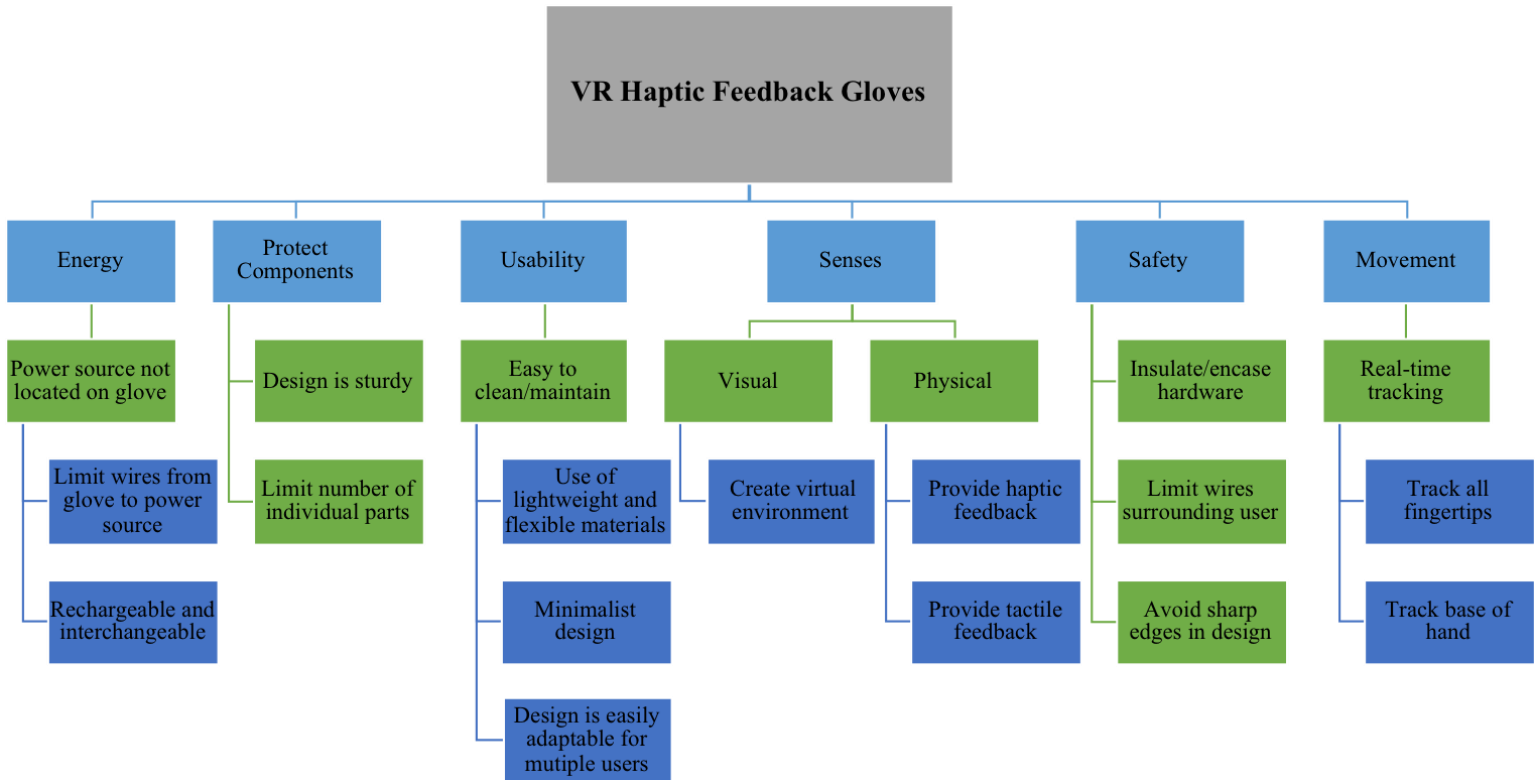 VR Haptic Feedback Gloves
Energy
Protect
Components
Usability
Senses
Safety
Movement
Power source not
located on glove
Design is sturdy
Easy to
clean/maintain
Visual
Physical
Insulate/encase
hardware
Real-time
tracking
Limit wires from
glove to power
source
Limit number of
individual parts
Use of
lightweight and
flexible materials
Create virtual
environment
Provide haptic
feedback
Limit wires
surrounding user
Track all
fingertips
Rechargeable and
interchangeable
Minimalist
design
Provide tactile
feedback
Avoid sharp
edges in design
Track base of
hand
Design is easily
adaptable for
mutiple users